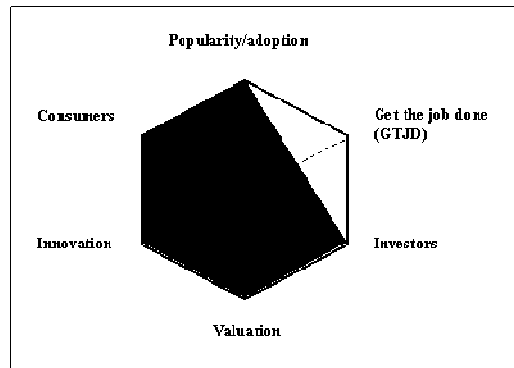 Popularity/adoption
Consumers
Get the job done
(GTJD)
Innovation
Investors
Valuation